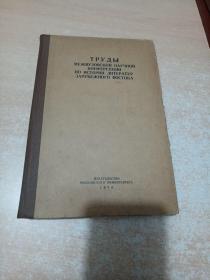 ТРУДЫ
МЕЖВУЗОВСКОЙ НАУЧНОЙ
КОНФЕРЕНЦИИ
ПО ИСТОРИИ ЛИТЕРАТУР
ЗАРУБЕЖНОГО ВОСТОКА
ИЗДАТЕЛЬСТВО
МОСКОВСКОГО УНИВЕРСИТЕТА